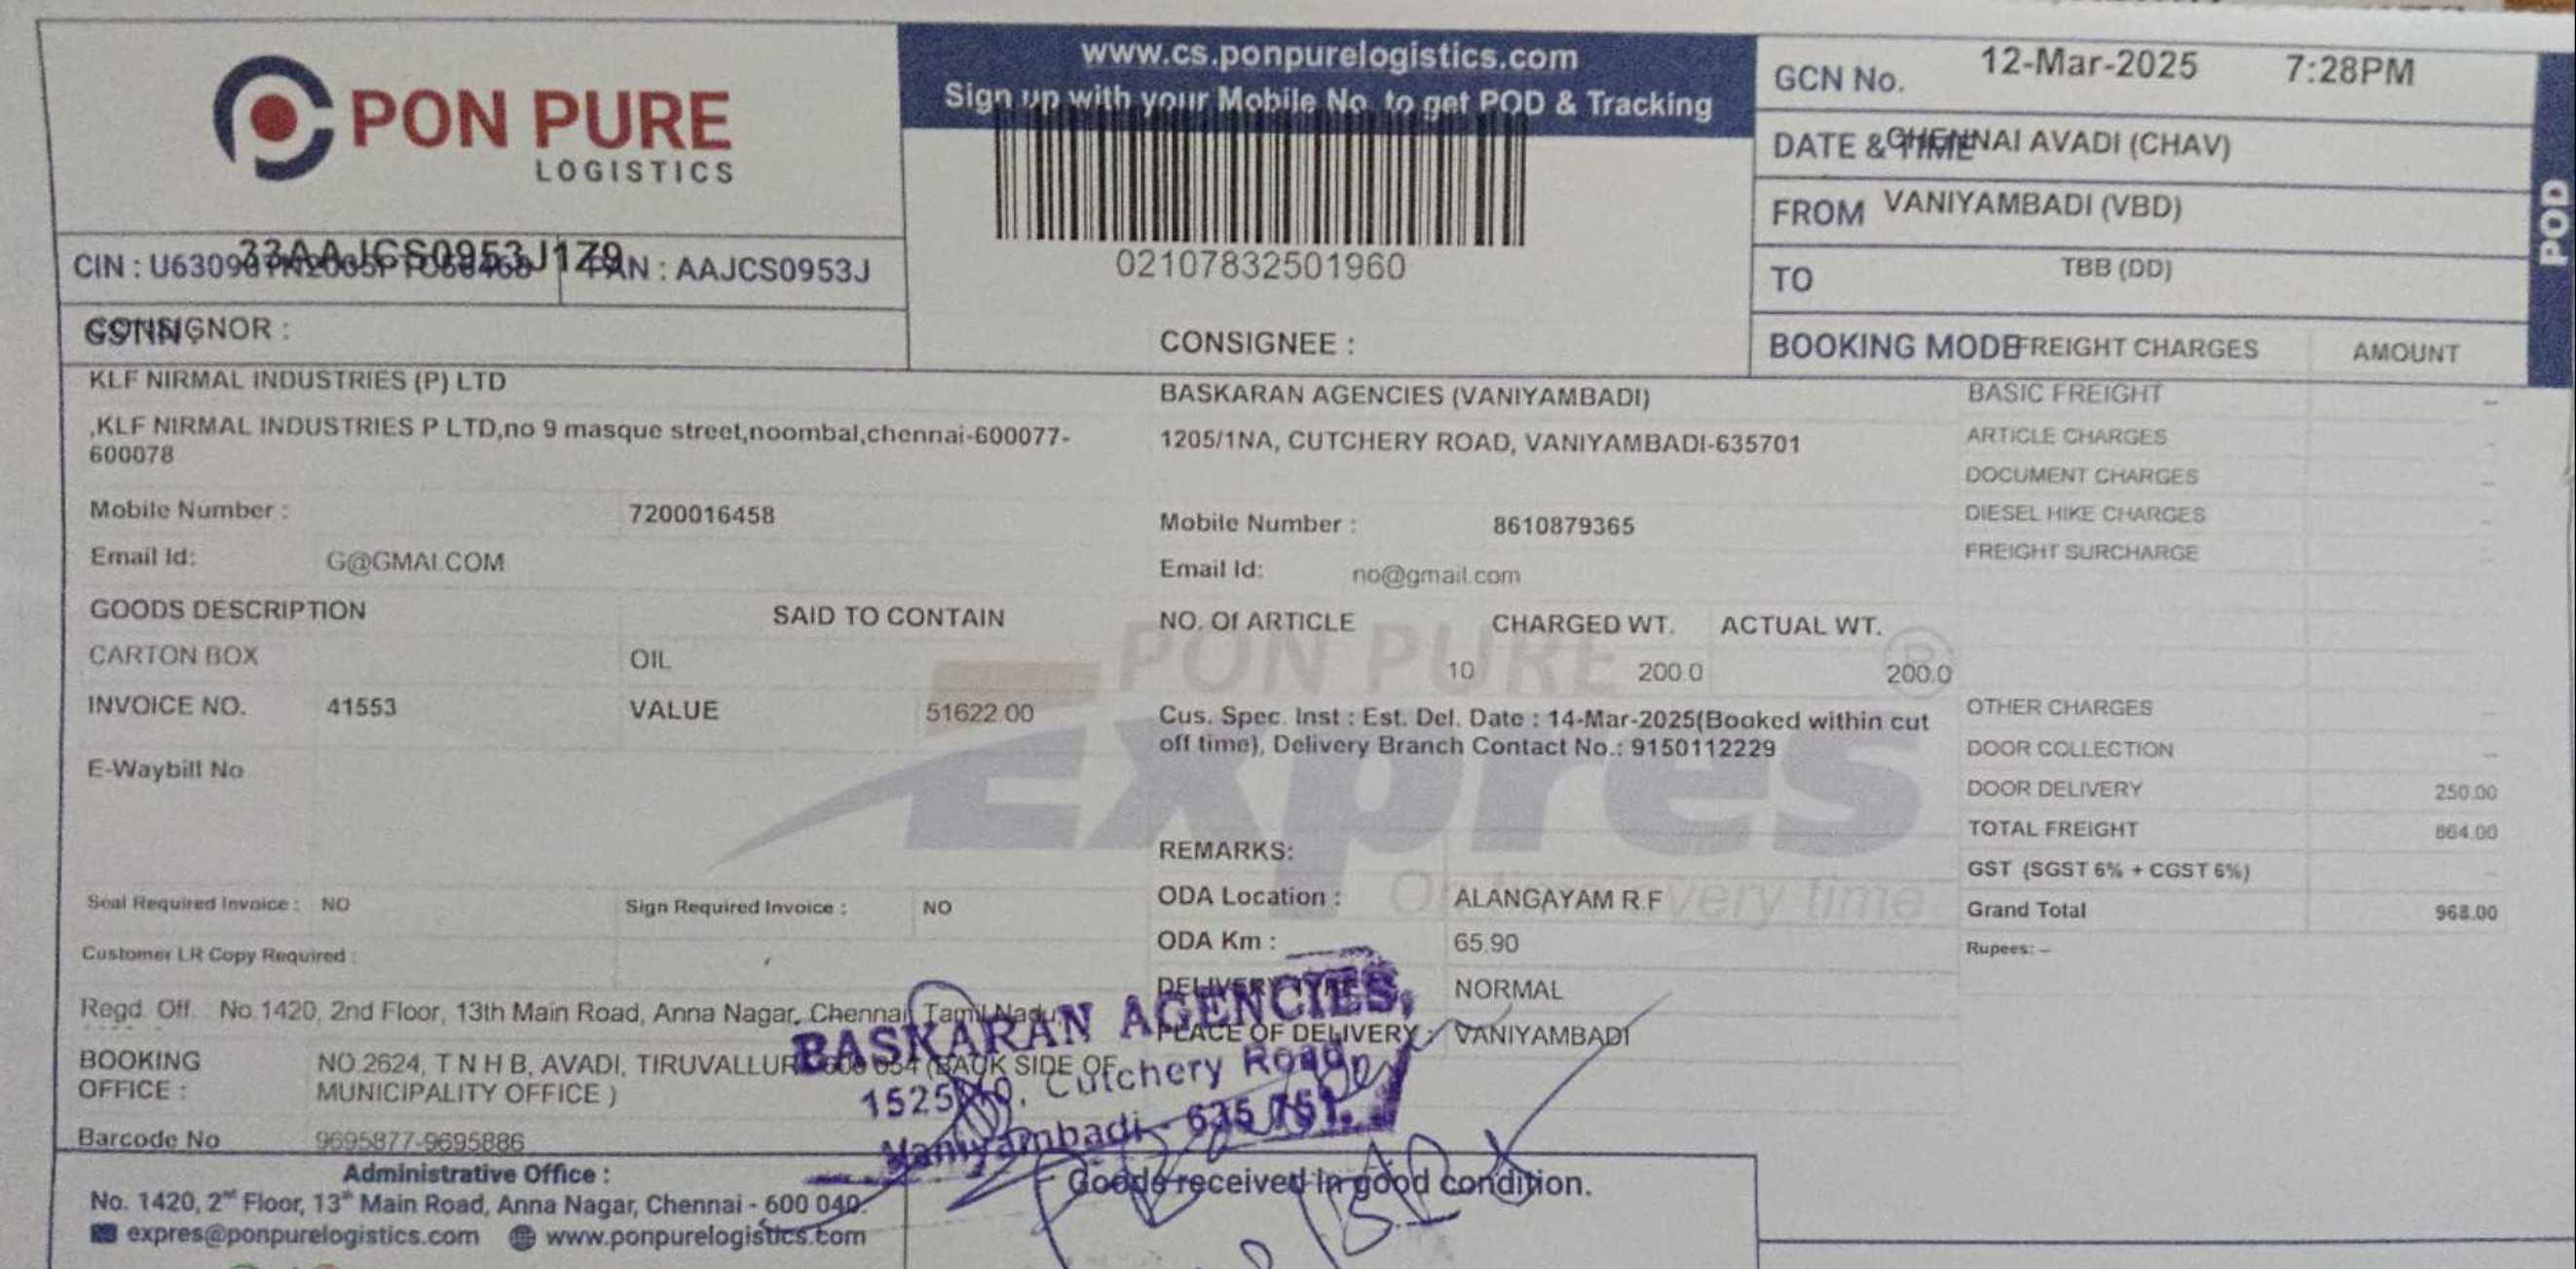 PON PURE
LOGISTICS
www.cs.ponpurelogistics.com
Sign up with your Mobile No. to get POD & Tracking
02107832501960
GCN No. 12-Mar-2025 7:28PM
DATE & TIME CHENNAI AVADI (CHAV)
FROM VANIYAMBADI (VBD)
TO TBB (DD)
BOOKING MODE
POD
33AAJCS0953J1Z9
CIN : PAN : AAJCS0953J
GSTIN
CONSIGNOR :
KLF NIRMAL INDUSTRIES (P) LTD
,KLF NIRMAL INDUSTRIES P LTD,no 9 masque street,noombal,chennai-600077-
600078
Mobile Number : 7200016458
Email Id: G@GMAI.COM
CONSIGNEE :
BASKARAN AGENCIES (VANIYAMBADI)
1205/1NA, CUTCHERY ROAD, VANIYAMBADI-635701
Mobile Number : 8610879365
Email Id: no@gmail.com
FREIGHT CHARGES AMOUNT
BASIC FREIGHT –
ARTICLE CHARGES –
DOCUMENT CHARGES –
DIESEL HIKE CHARGES –
FREIGHT SURCHARGE –
GOODS DESCRIPTION SAID TO CONTAIN NO. Of ARTICLE CHARGED WT. ACTUAL WT.
CARTON BOX OIL 10 200.0 200.0
INVOICE NO. 41553 VALUE 51622.00
E-Waybill No
PON PURE ®
Expres
Cus. Spec. Inst : Est. Del. Date : 14-Mar-2025(Booked within cut
off time), Delivery Branch Contact No.: 9150112229
OTHER CHARGES –
DOOR COLLECTION –
DOOR DELIVERY 250.00
TOTAL FREIGHT 864.00
GST (SGST 6% + CGST 6%) –
Grand Total 968.00
Rupees: –
REMARKS:
ODA Location : ALANGAYAM R.F
ODA Km : 65.90
DELIVERY TYPE NORMAL
PLACE OF DELIVERY : VANIYAMBADI
Seal Required Invoice : NO Sign Required Invoice : NO
Customer LR Copy Required :
Regd. Off. No.1420, 2nd Floor, 13th Main Road, Anna Nagar, Chennai, Tamil Nadu
BOOKING OFFICE : NO.2624, T N H B, AVADI, TIRUVALLUR (BACK SIDE OF
MUNICIPALITY OFFICE )
Barcode No 9695877-9695886
BASKARAN AGENCIES,
Cutchery Road,
Vaniyambadi - 635 751.
Administrative Office :
No. 1420, 2nd Floor, 13th Main Road, Anna Nagar, Chennai - 600 040.
expres@ponpurelogistics.com www.ponpurelogistics.com
Goods received in good condition.